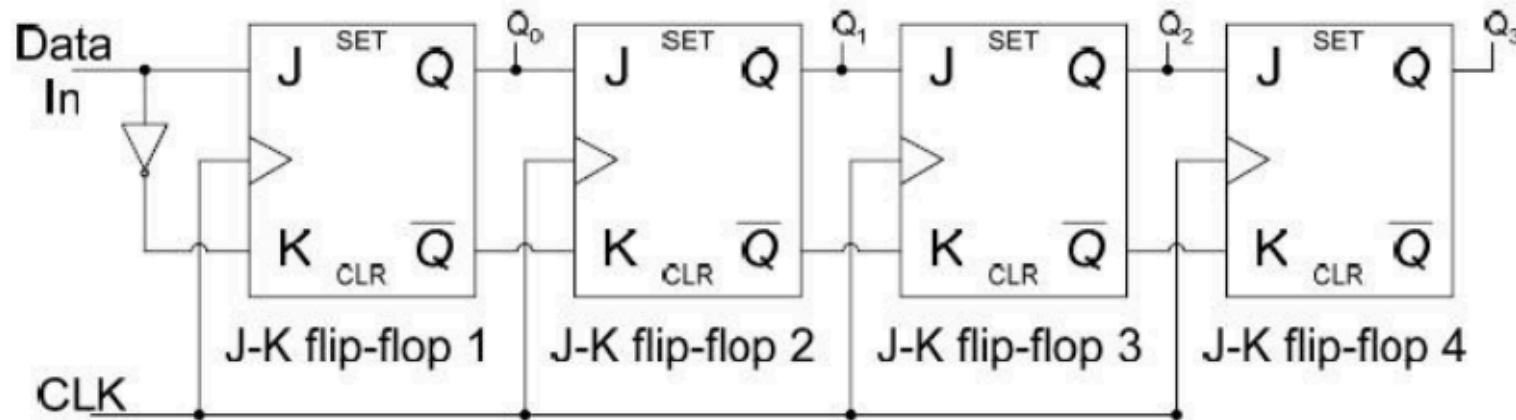 Data In
SET SET SET SET
J Q Q0 J Q Q1 J Q Q2 J Q Q3
K Q̅ K Q̅ K Q̅ K Q̅
CLR CLR CLR CLR
J-K flip-flop 1 J-K flip-flop 2 J-K flip-flop 3 J-K flip-flop 4
CLK